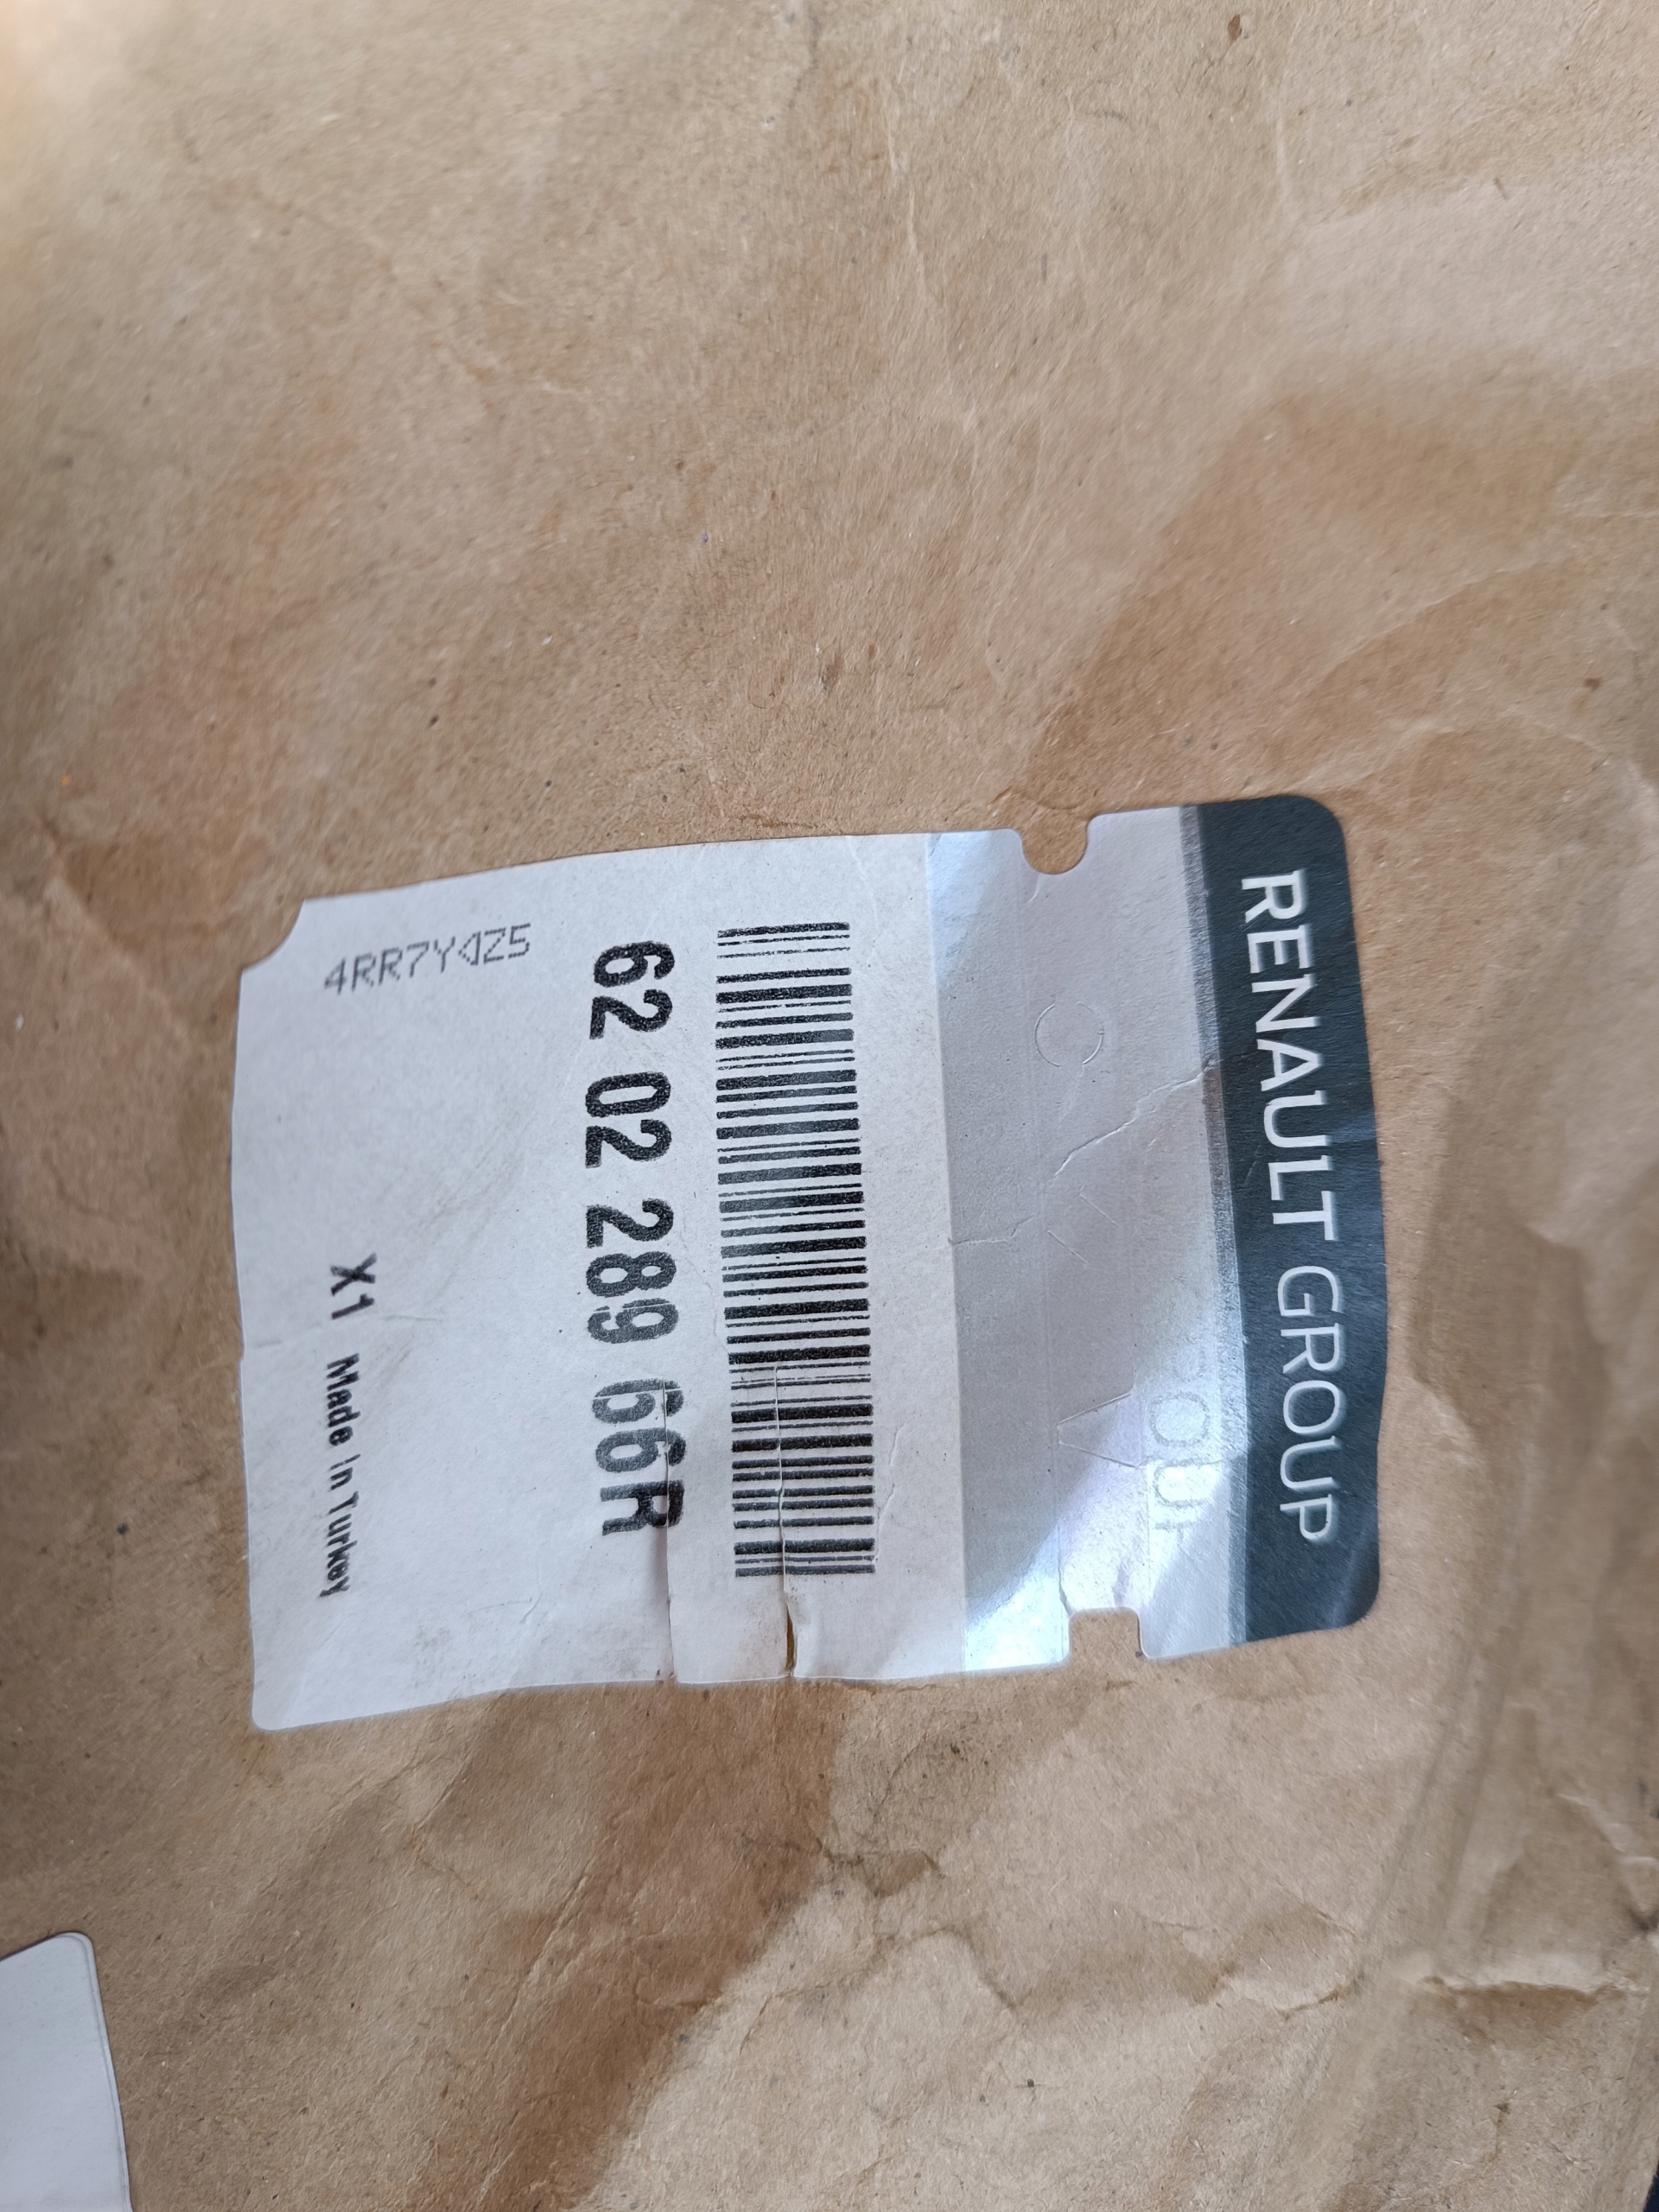 RENAULT GROUP
62 02 289 66R
X1 Made In Turkey
4RR7Y4Z5